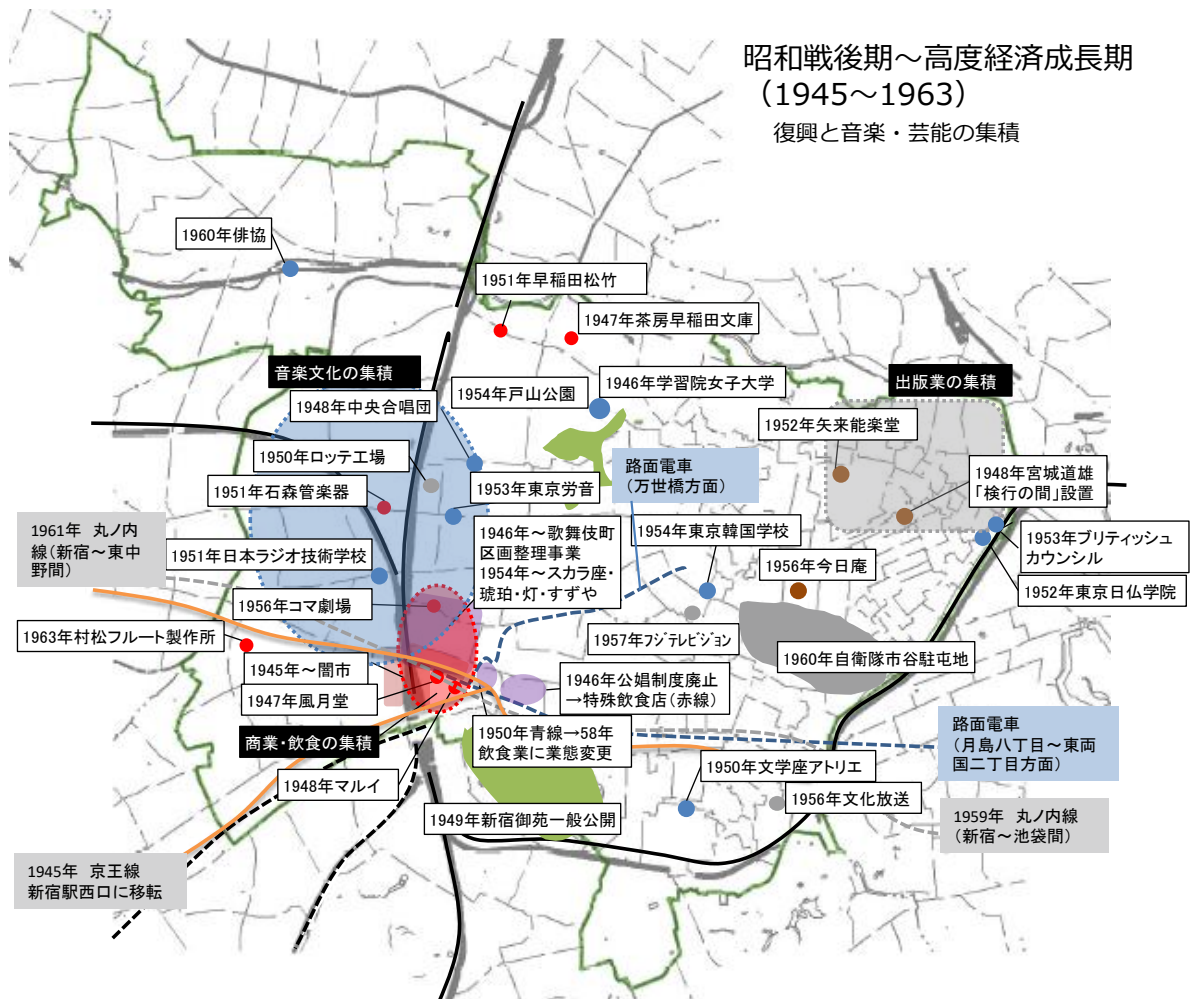 昭和戦後期～高度経済成長期
（1945～1963）
復興と音楽・芸能の集積
1960年俳協
1951年早稲田松竹
1947年茶房早稲田文庫
音楽文化の集積
1946年学習院女子大学
出版業の集積
1954年戸山公園
1948年中央合唱団
1952年矢来能楽堂
1950年ロッテ工場
路面電車
（万世橋方面）
1948年宮城道雄
「検行の間」設置
1951年石森管楽器
1953年東京労音
1961年 丸ノ内
線（新宿～東中
野間）
1946年～歌舞伎町
区画整理事業
1954年～スカラ座・
琥珀・灯・すずや
1954年東京韓国学校
1953年ブリティッシュ
カウンシル
1951年日本ラジオ技術学校
1956年今日庵
1952年東京日仏学院
1956年コマ劇場
1963年村松フルート製作所
1957年フジテレビジョン
1960年自衛隊市谷駐屯地
1945年～闇市
1946年公娼制度廃止
→特殊飲食店（赤線）
1947年風月堂
1950年青線→58年
飲食業に業態変更
路面電車
（月島八丁目～東両
国二丁目方面）
商業・飲食の集積
1950年文学座アトリエ
1948年マルイ
1956年文化放送
1949年新宿御苑一般公開
1959年 丸ノ内線
（新宿～池袋間）
1945年 京王線
新宿駅西口に移転